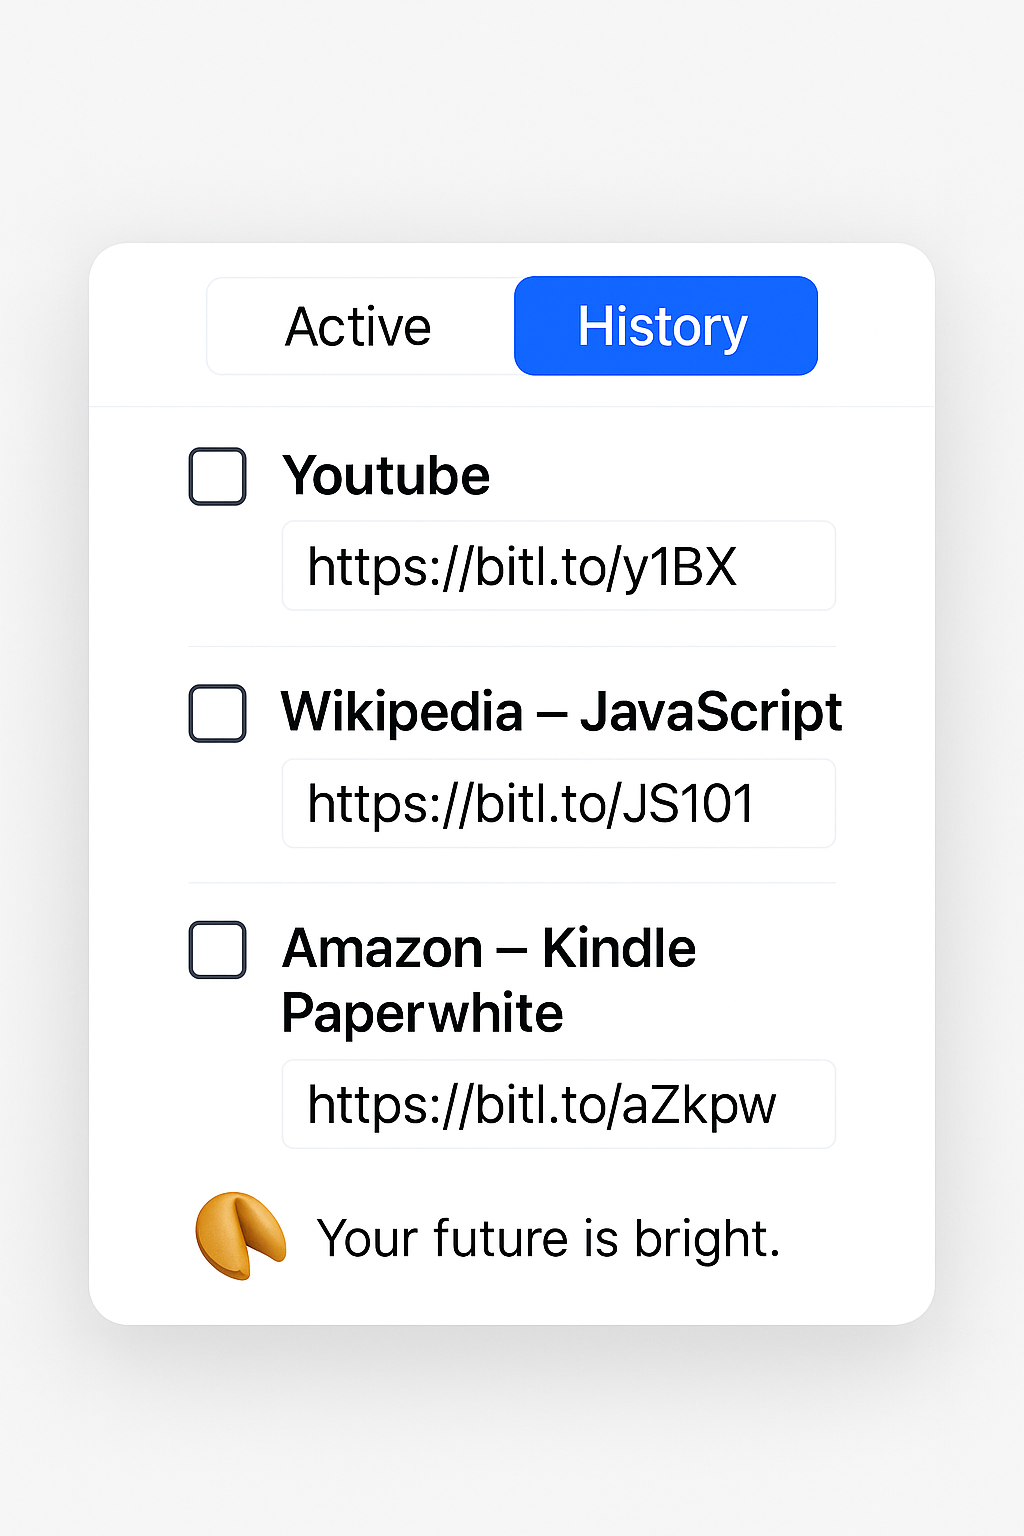 Active History
Youtube
https://bitl.to/y1BX
Wikipedia – JavaScript
https://bitl.to/JS101
Amazon – Kindle
Paperwhite
https://bitl.to/aZkpw
Your future is bright.